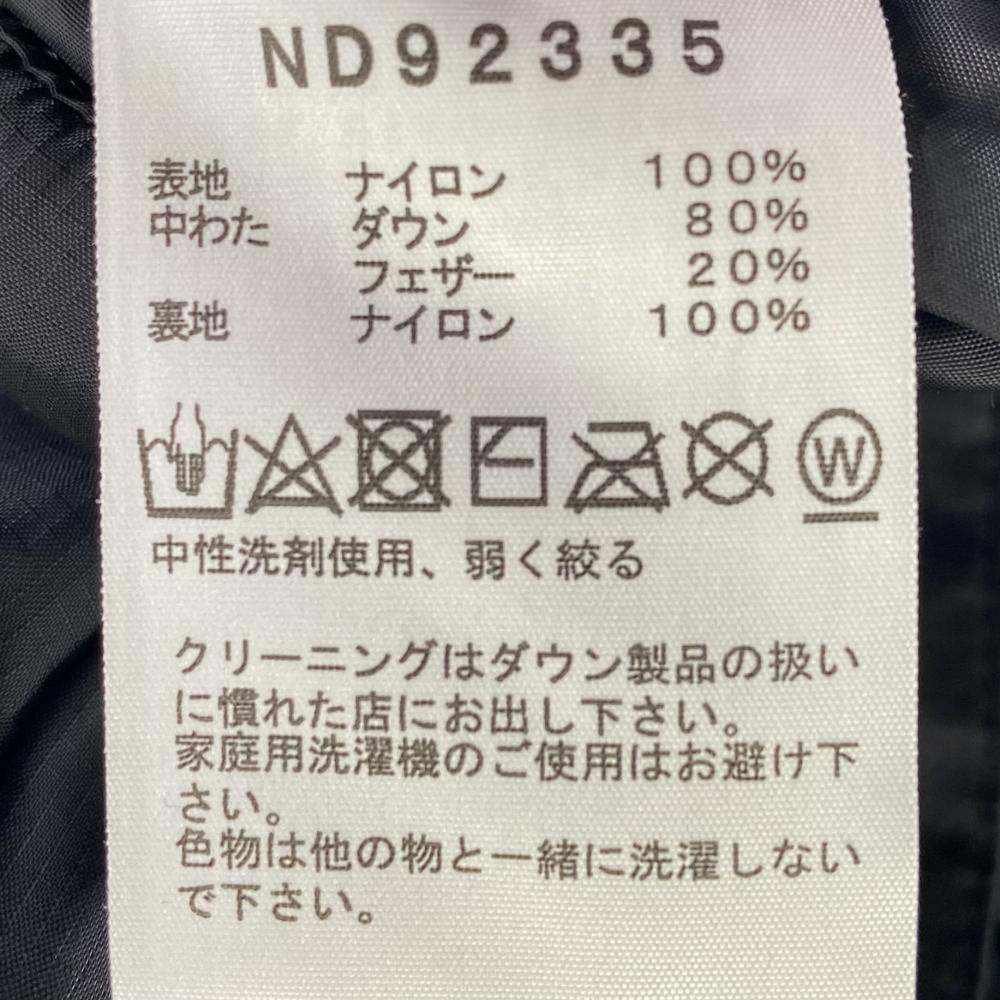 ND92335
表地 ナイロン 100%
中わた ダウン 80%
フェザー 20%
裏地 ナイロン 100%
W
中性洗剤使用、弱く絞る
クリーニングはダウン製品の扱い
に慣れた店にお出し下さい。
家庭用洗濯機のご使用はお避け下
さい。
色物は他の物と一緒に洗濯しない
で下さい。